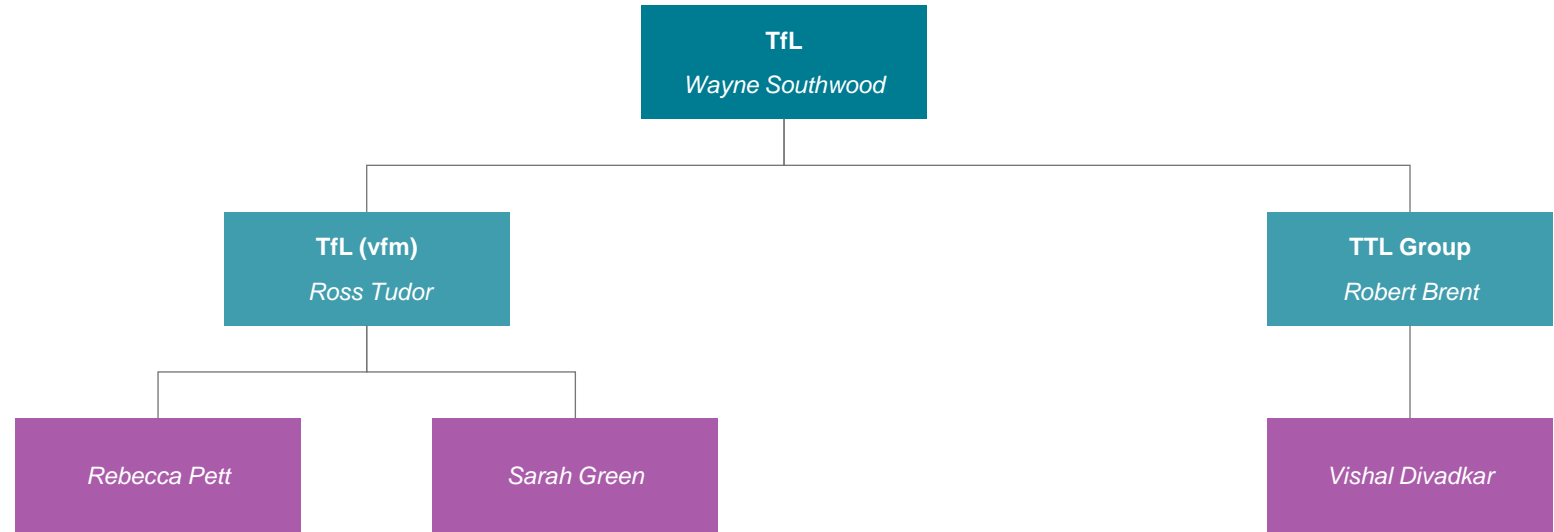 TfL
Wayne Southwood
TfL (vfm)
Ross Tudor
TTL Group
Robert Brent
Rebecca Pett
Sarah Green
Vishal Divadkar